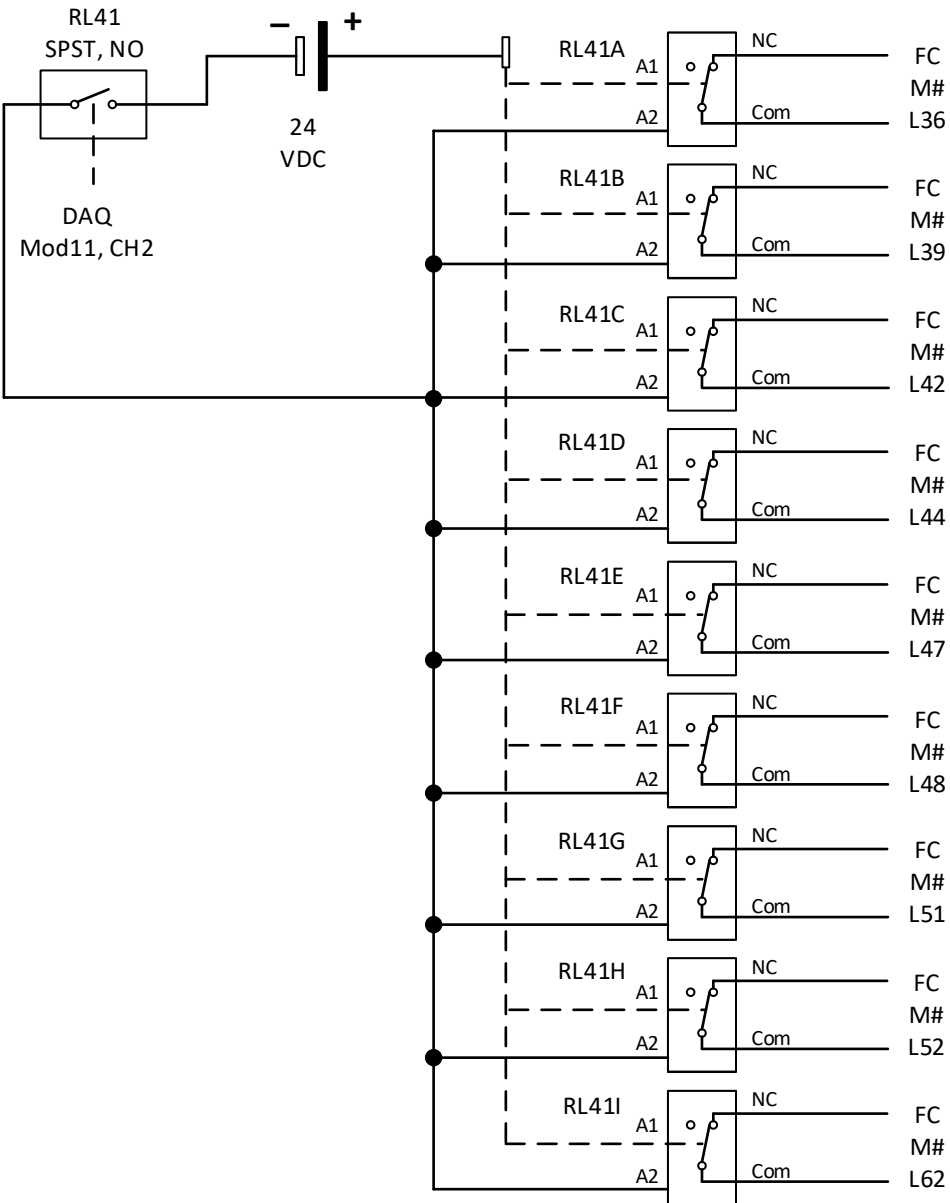 RL41
SPST, NO
DAQ
Mod11, CH2
− +
24
VDC
RL41A
A1
A2
NC
Com
FC
M#
L36
RL41B
A1
A2
NC
Com
FC
M#
L39
RL41C
A1
A2
NC
Com
FC
M#
L42
RL41D
A1
A2
NC
Com
FC
M#
L44
RL41E
A1
A2
NC
Com
FC
M#
L47
RL41F
A1
A2
NC
Com
FC
M#
L48
RL41G
A1
A2
NC
Com
FC
M#
L51
RL41H
A1
A2
NC
Com
FC
M#
L52
RL41I
A1
A2
NC
Com
FC
M#
L62